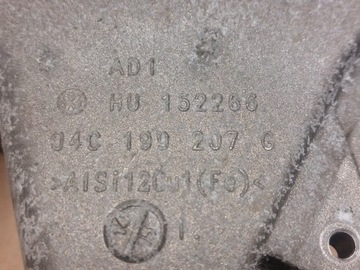 AD1
HU 152266
04C 199 207 G
>AlSi12Cu1(Fe)<